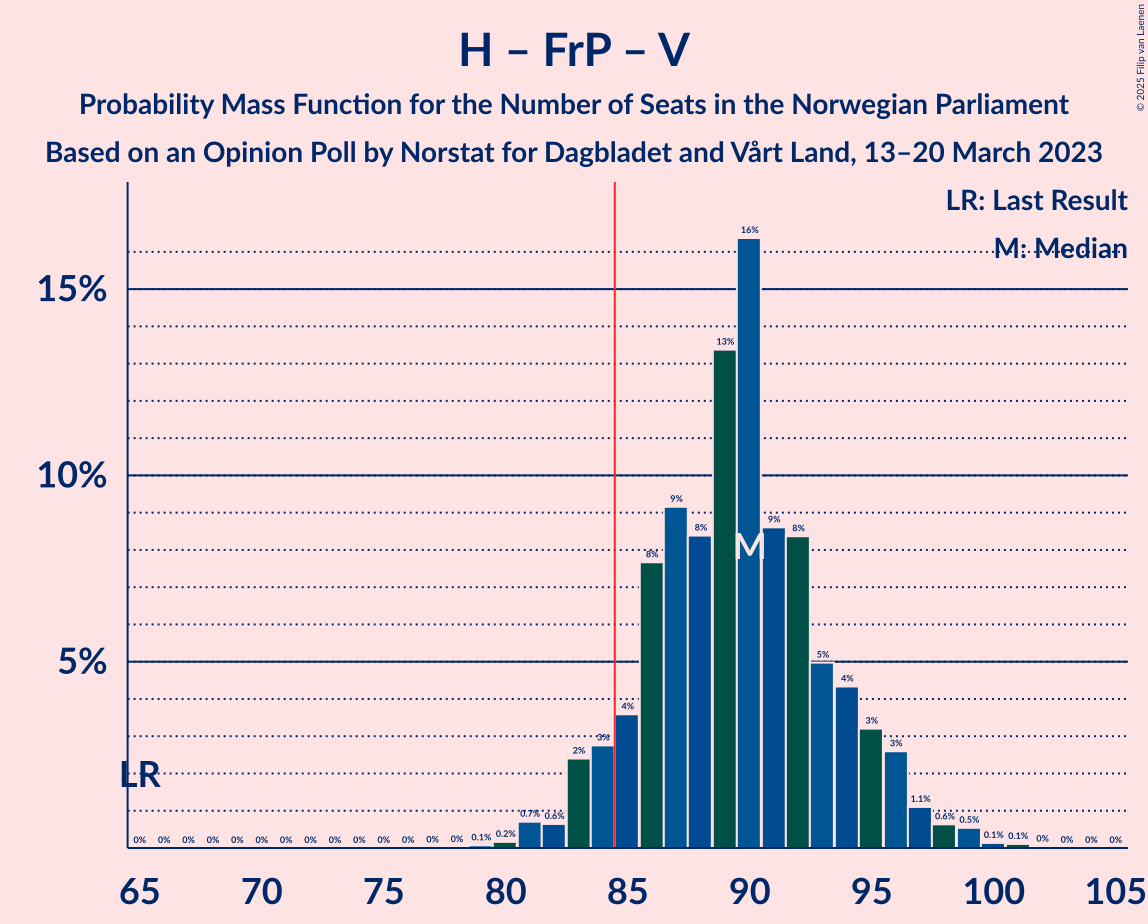 H – FrP – V
Probability Mass Function for the Number of Seats in the Norwegian Parliament
Based on an Opinion Poll by Norstat for Dagbladet and Vårt Land, 13–20 March 2023
© 2025 Filip van Laenen
LR: Last Result
M: Median
15%
10%
5%
0% 0% 0% 0% 0% 0% 0% 0% 0% 0% 0% 0% 0% 0% 0.1% 0.2% 0.7% 0.6% 2% 3% 4% 8% 9% 8% 13% 16% 9% 8% 5% 4% 3% 3% 1.1% 0.6% 0.5% 0.1% 0.1% 0% 0% 0% 0%
M
LR
65 70 75 80 85 90 95 100 105